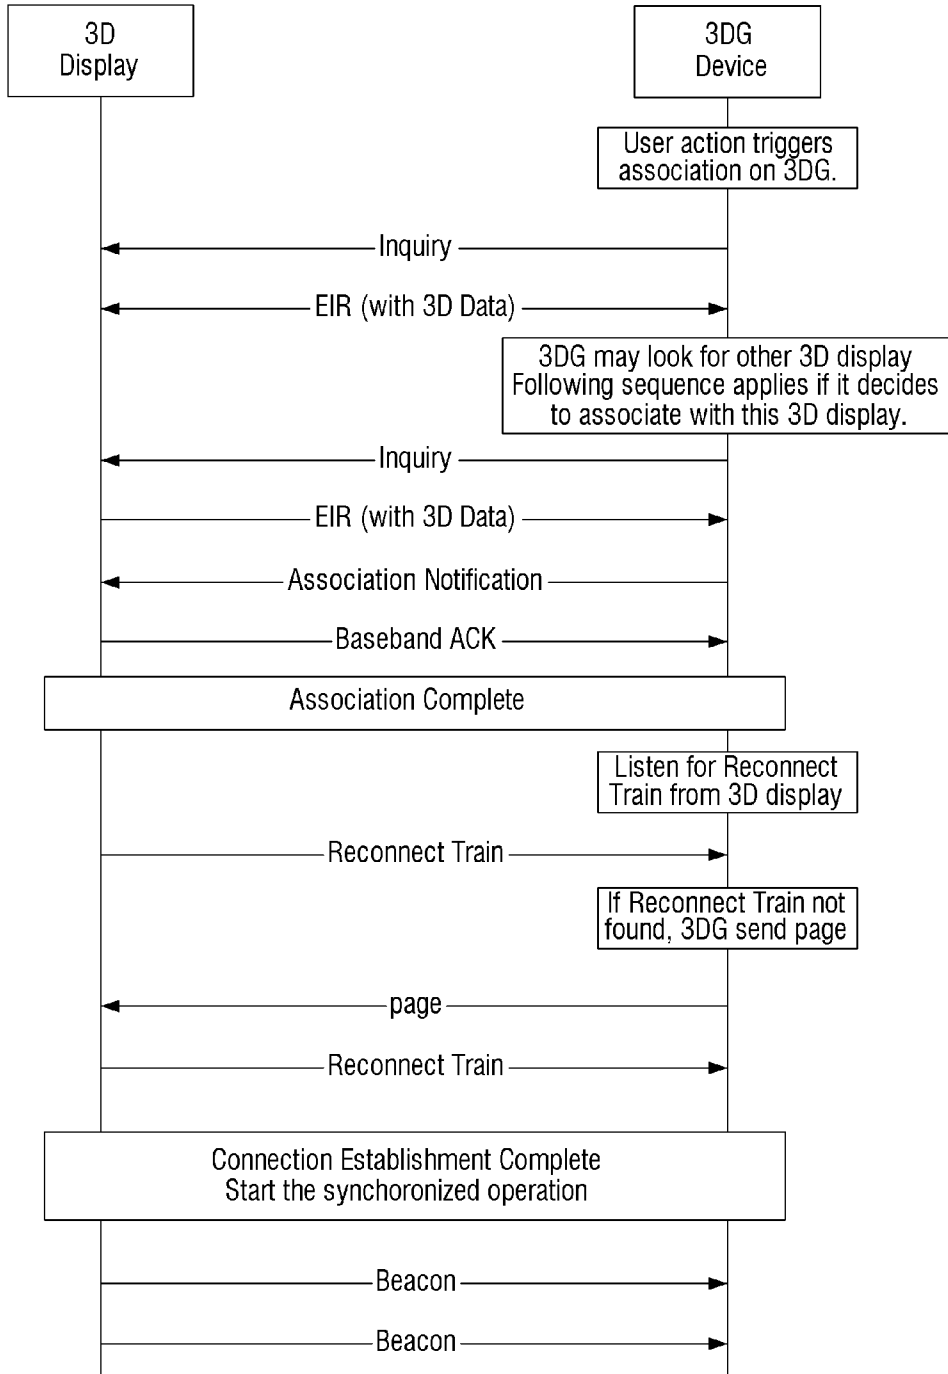 3D
Display
3DG
Device
User action triggers
association on 3DG.
Inquiry
EIR (with 3D Data)
3DG may look for other 3D display
Following sequence applies if it decides
to associate with this 3D display.
Inquiry
EIR (with 3D Data)
Association Notification
Baseband ACK
Association Complete
Listen for Reconnect
Train from 3D display
Reconnect Train
If Reconnect Train not
found, 3DG send page
page
Reconnect Train
Connection Establishment Complete
Start the synchoronized operation
Beacon
Beacon